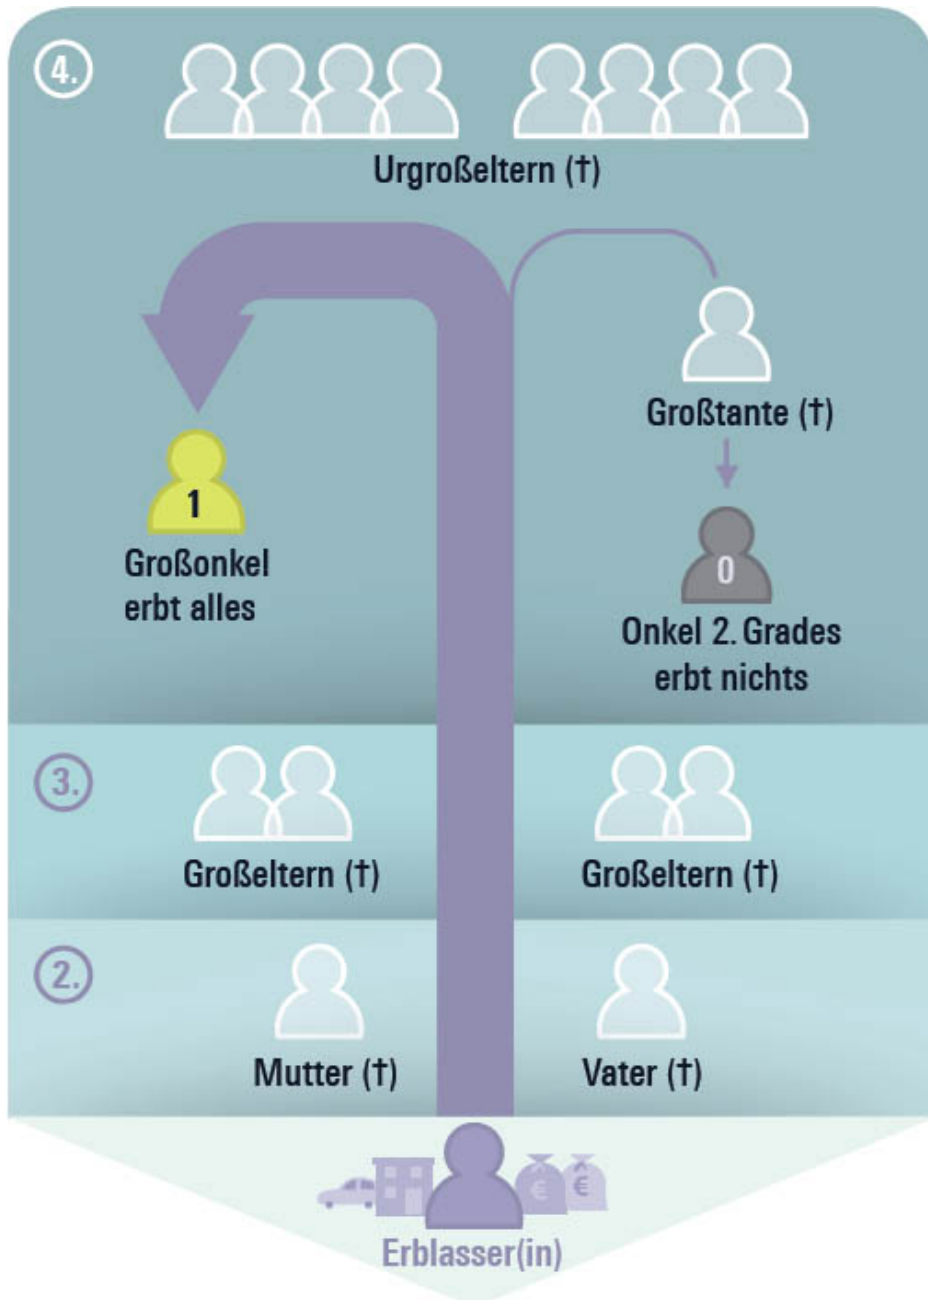 4.
Urgroßeltern (†)
Großtante (†)
1
Großonkel
erbt alles
0
Onkel 2. Grades
erbt nichts
3.
Großeltern (†)
Großeltern (†)
2.
Mutter (†)
Vater (†)
€
€
Erblasser(in)